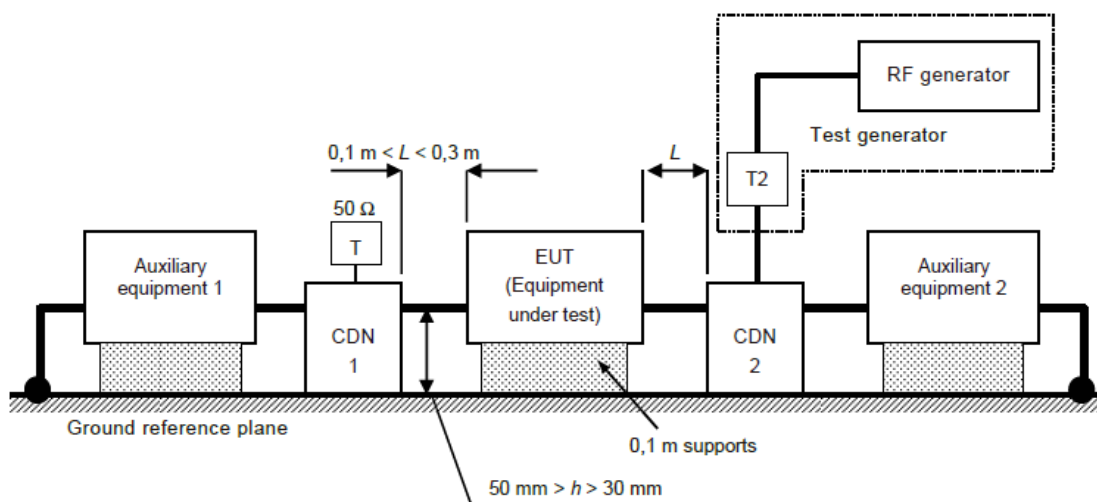 RF generator
Test generator
0,1 m < L < 0,3 m
L
T2
50 Ω
T
Auxiliary
equipment 1
EUT
(Equipment
under test)
Auxiliary
equipment 2
CDN
1
CDN
2
Ground reference plane
0,1 m supports
50 mm > h > 30 mm